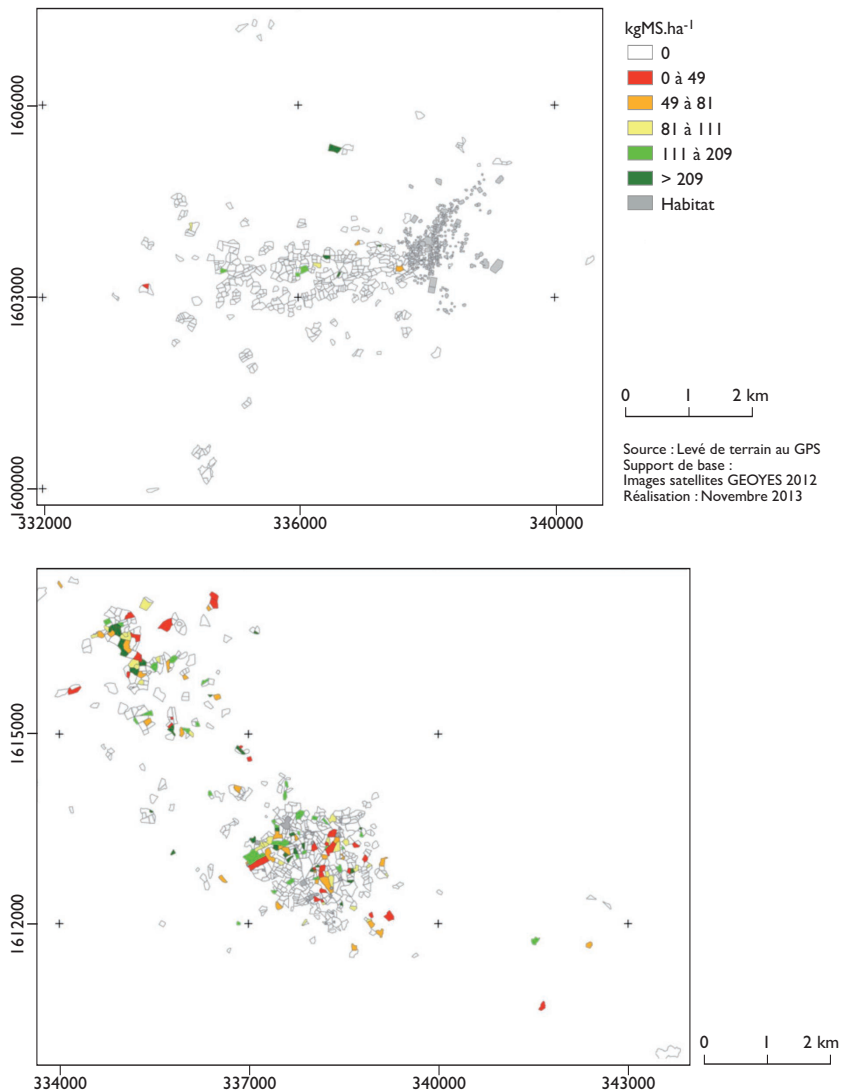 kgMS.ha⁻¹
0
0 à 49
49 à 81
81 à 111
111 à 209
> 209
Habitat
1606000
1603000
1600000
332000 336000 340000
0 1 2 km
Source : Levé de terrain au GPS
Support de base :
Images satellites GEOYES 2012
Réalisation : Novembre 2013
1615000
1612000
334000 337000 340000 343000
0 1 2 km